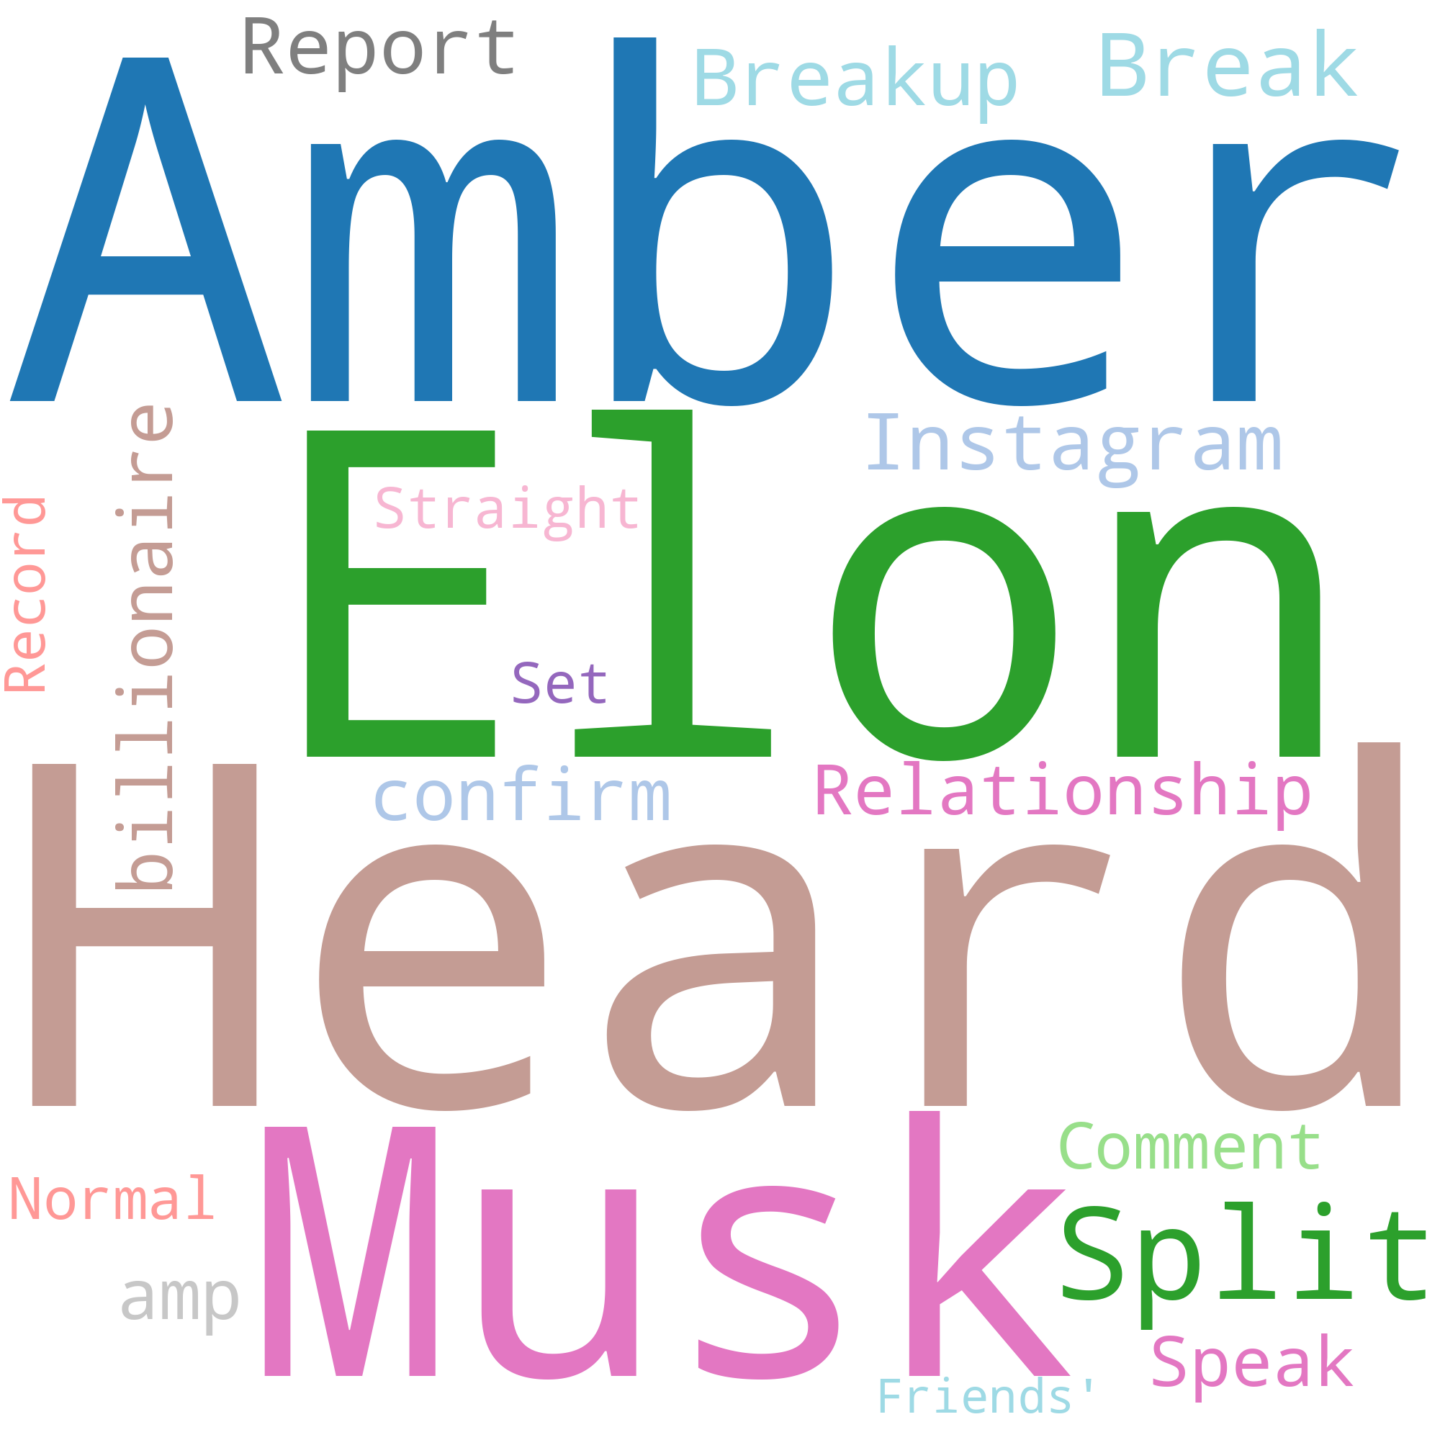 Report
Breakup
Break
Amber
Instagram
Straight
Record
billionaire
Elon
Set
confirm
Relationship
Heard
Comment
Normal
Musk
Split
amp
Speak
Friends'